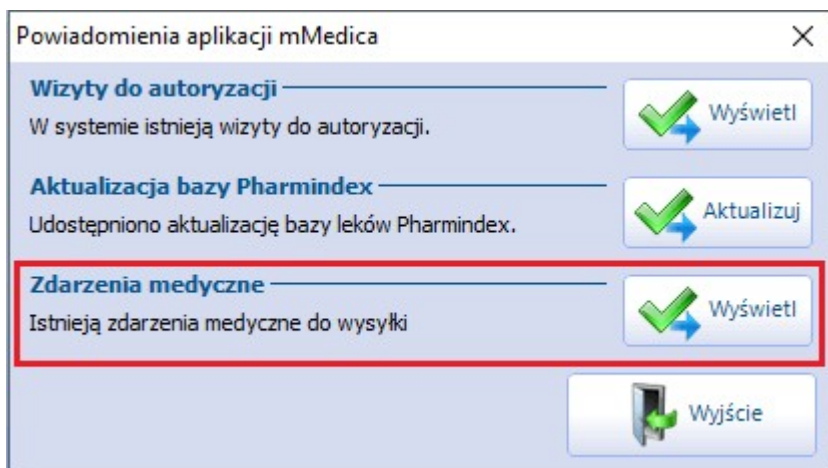 Powiadomienia aplikacji mMedica
Wizyty do autoryzacji
W systemie istnieją wizyty do autoryzacji.
Wyświetl
Aktualizacja bazy Pharmindex
Udostępniono aktualizację bazy leków Pharmindex.
Aktualizuj
Zdarzenia medyczne
Istnieją zdarzenia medyczne do wysyłki
Wyświetl
Wyjście